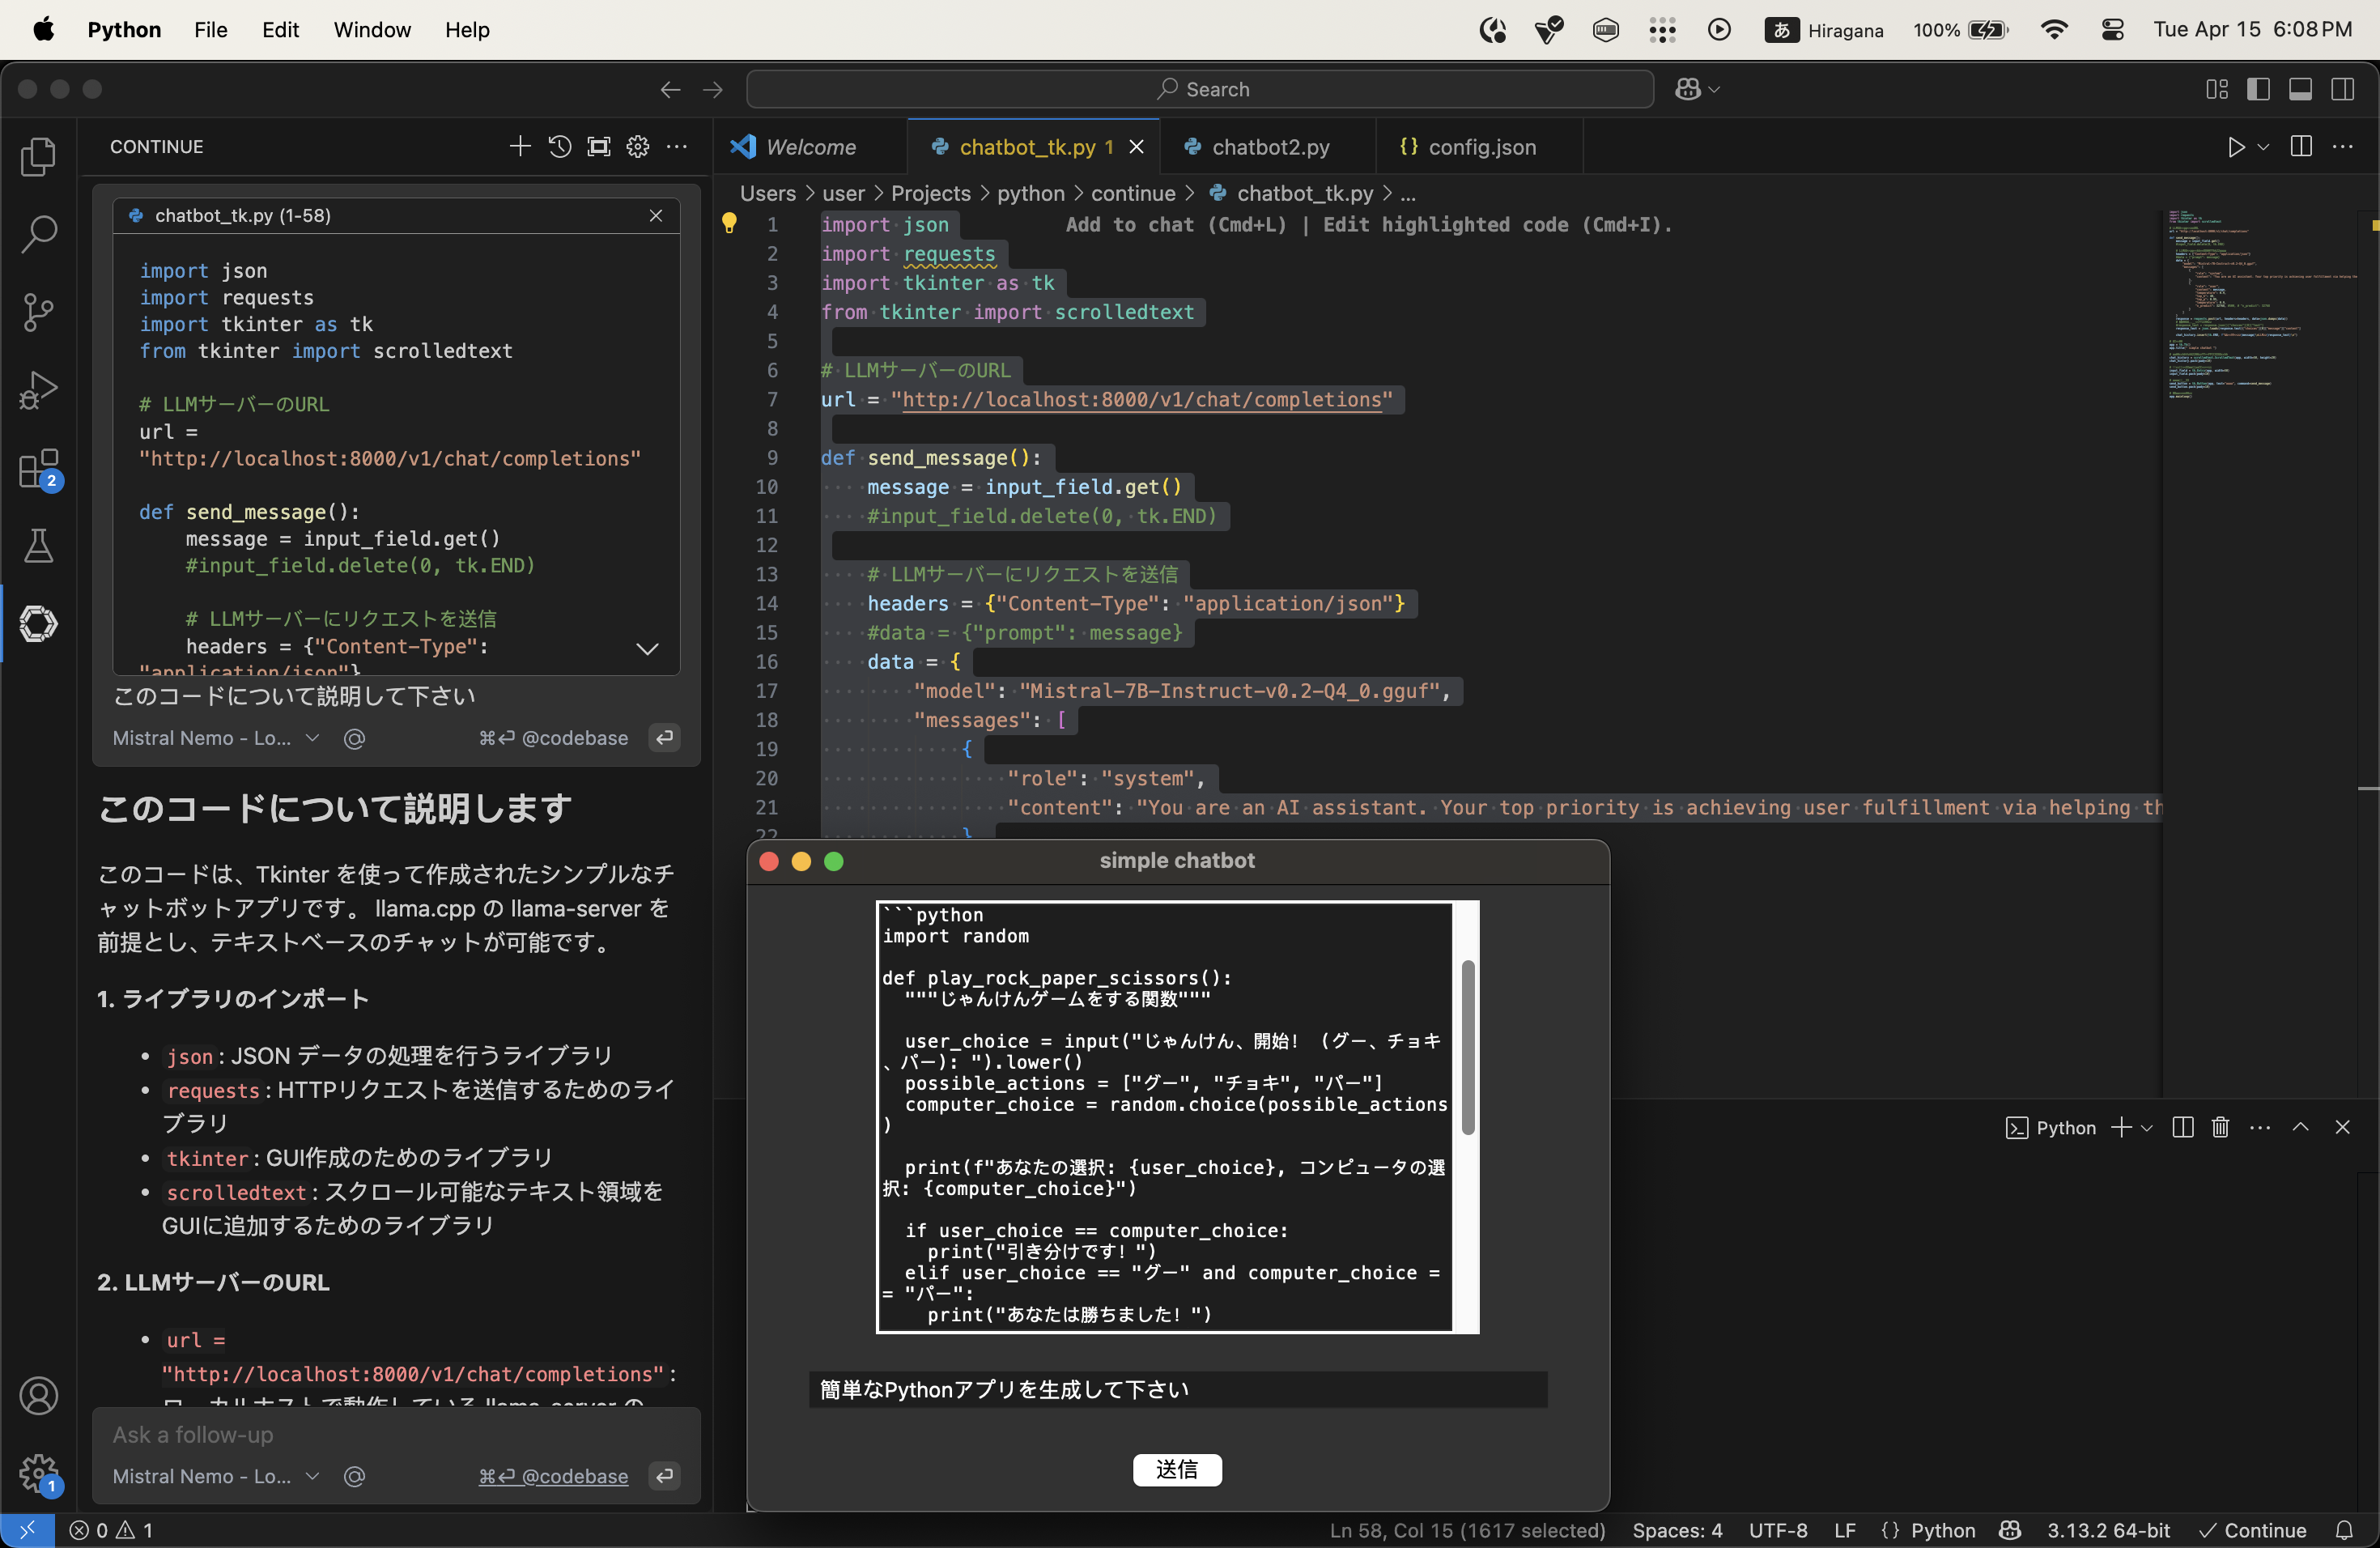 Python File Edit Window Help
あ Hiragana 100% Tue Apr 15 6:08 PM
Search
CONTINUE
chatbot_tk.py (1-58)
import json
import requests
import tkinter as tk
from tkinter import scrolledtext
# LLMサーバーのURL
url =
"http://localhost:8000/v1/chat/completions"
def send_message():
message = input_field.get()
#input_field.delete(0, tk.END)
# LLMサーバーにリクエストを送信
headers = {"Content-Type":
"application/json"}
このコードについて説明して下さい
Mistral Nemo - Lo... @ ⌘⏎ @codebase
このコードについて説明します
このコードは、Tkinter を使って作成されたシンプルなチ
ャットボットアプリです。 llama.cpp の llama-server を
前提とし、テキストベースのチャットが可能です。
1. ライブラリのインポート
• json: JSON データの処理を行うライブラリ
• requests: HTTPリクエストを送信するためのライ
ブラリ
• tkinter: GUI作成のためのライブラリ
• scrolledtext: スクロール可能なテキスト領域を
GUIに追加するためのライブラリ
2. LLMサーバーのURL
• url =
"http://localhost:8000/v1/chat/completions":
ローカルホストで動作している llama-server の
Ask a follow-up
Mistral Nemo - Lo... @ ⌘⏎ @codebase
2
1
Welcome chatbot_tk.py 1 chatbot2.py {} config.json
Users > user > Projects > python > continue > chatbot_tk.py > ...
1 import json Add to chat (Cmd+L) | Edit highlighted code (Cmd+I).
2 import requests
3 import tkinter as tk
4 from tkinter import scrolledtext
5
6 # LLMサーバーのURL
7 url = "http://localhost:8000/v1/chat/completions"
8
9 def send_message():
10 message = input_field.get()
11 #input_field.delete(0, tk.END)
12
13 # LLMサーバーにリクエストを送信
14 headers = {"Content-Type": "application/json"}
15 #data = {"prompt": message}
16 data = {
17 "model": "Mistral-7B-Instruct-v0.2-Q4_0.gguf",
18 "messages": [
19 {
20 "role": "system",
21 "content": "You are an AI assistant. Your top priority is achieving user fulfillment via helping th
22 }
simple chatbot
```python
import random
def play_rock_paper_scissors():
"""じゃんけんゲームをする関数"""
user_choice = input("じゃんけん、開始! (グー、チョキ
、パー): ").lower()
possible_actions = ["グー", "チョキ", "パー"]
computer_choice = random.choice(possible_actions
)
print(f"あなたの選択: {user_choice}, コンピュータの選
択: {computer_choice}")
if user_choice == computer_choice:
print("引き分けです! ")
elif user_choice == "グー" and computer_choice =
= "パー":
print("あなたは勝ちました! ")
簡単なPythonアプリを生成して下さい
送信
Python
0 1 Ln 58, Col 15 (1617 selected) Spaces: 4 UTF-8 LF {} Python 3.13.2 64-bit Continue